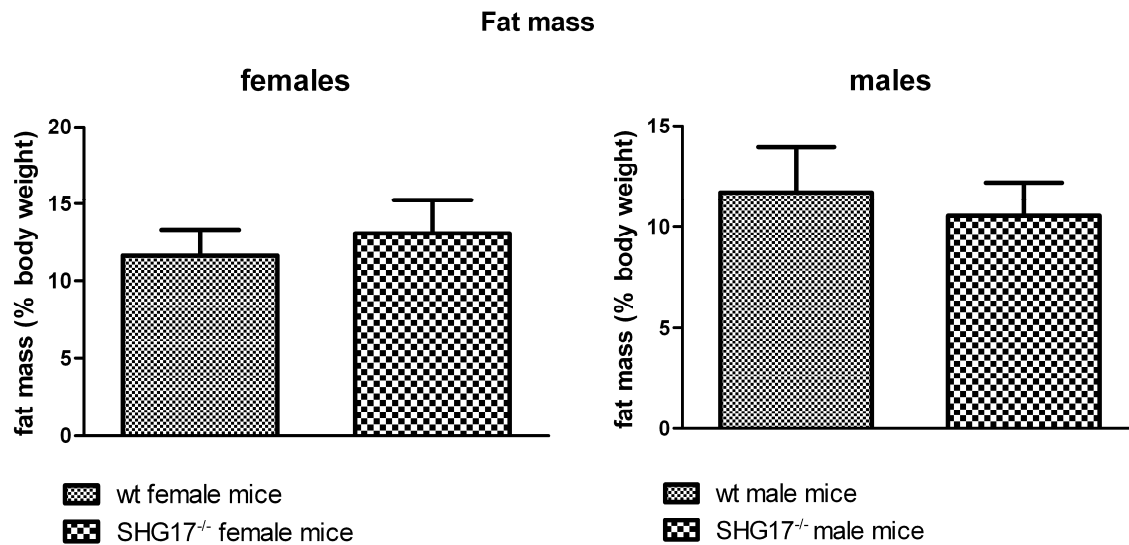 Fat mass
females
fat mass (% body weight)
20
15
10
5
0
wt female mice
SHG17-/- female mice
males
fat mass (% body weight)
15
10
5
0
wt male mice
SHG17-/- male mice